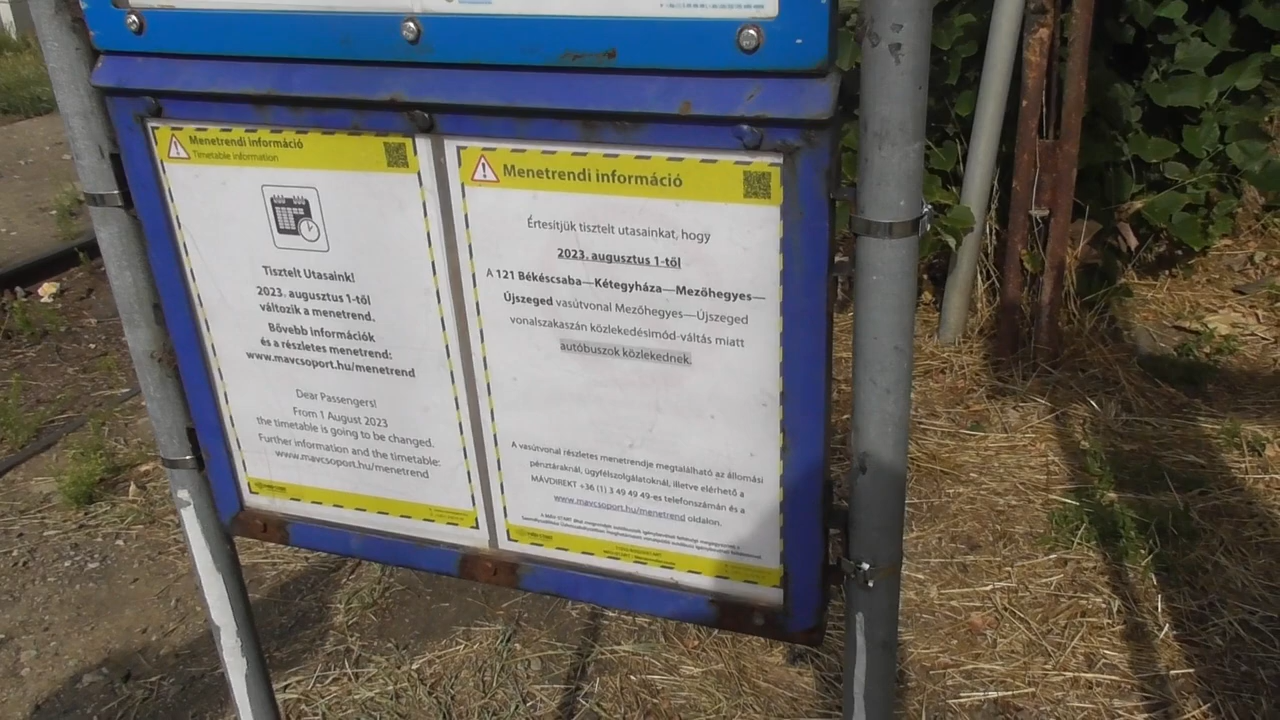 Menetrendi információ
Timetable information
Tisztelt Utasaink!
2023. augusztus 1-től
változik a menetrend.
Bővebb információk
és a részletes menetrend:
www.mavcsoport.hu/menetrend
Dear Passengers!
From 1 August 2023
the timetable is going to be changed.
Further information and the timetable:
www.mavcsoport.hu/menetrend
Menetrendi információ
Értesítjük tisztelt utasainkat, hogy
2023. augusztus 1-től
A 121 Békéscsaba—Kétegyháza—Mezőhegyes—
Újszeged vasútvonal Mezőhegyes—Újszeged
vonalszakaszán közlekedésimód-váltás miatt
autóbuszok közlekednek.
A vasútvonal részletes menetrendje megtalálható az állomási
pénztáraknál, ügyfélszolgálatoknál, illetve elérhető a
MÁVDIREKT +36 (1) 3 49 49 49-es telefonszámán és a
www.mavcsoport.hu/menetrend oldalon.